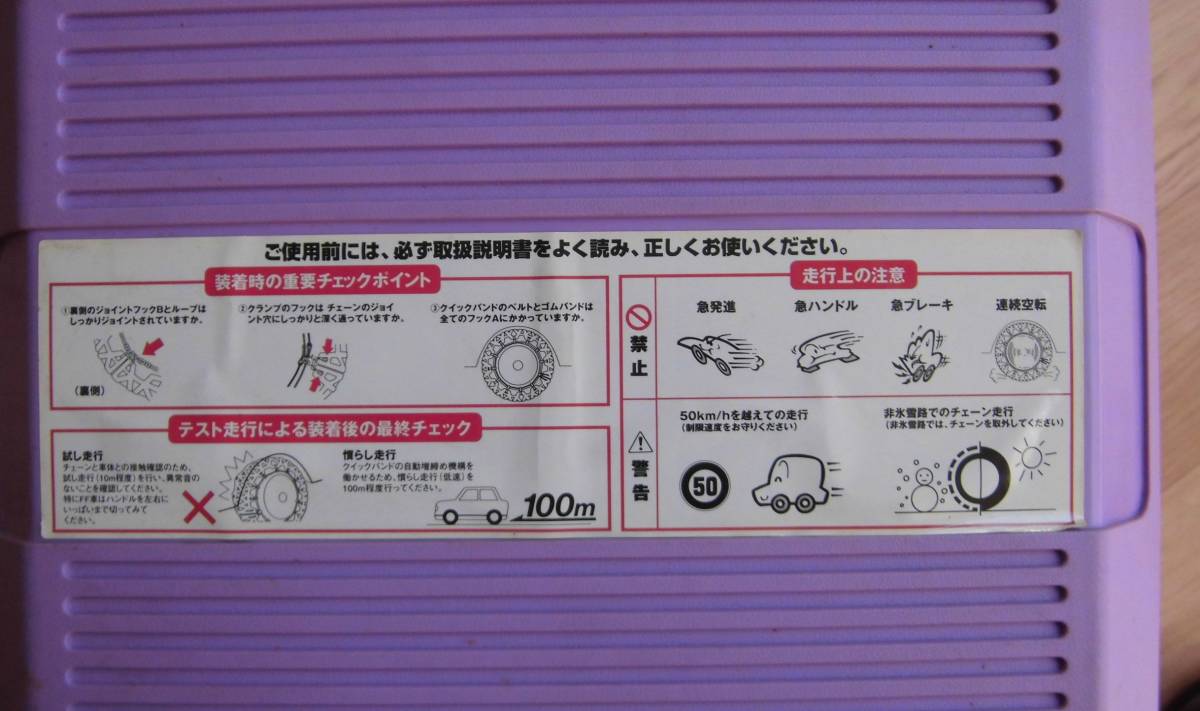 ご使用前には、必ず取扱説明書をよく読み、正しくお使いください。
装着時の重要チェックポイント
①裏側のジョイントフックBとループは
しっかりジョイントされていますか。
(裏側)
②クランプのフックは チェーンのジョイ
ント穴にしっかりと深く通っていますか。
③クイックバンドのベルトとゴムバンドは
全てのフックAにかかっていますか。
テスト走行による装着後の最終チェック
試し走行
チェーンと車体との接触確認のため、
試し走行(10m程度)を行い、異常音の
ないことを確認してください。
特にFF車はハンドルを左右に
いっぱいまで切ってみて
ください。
慣らし走行
クイックバンドの自動増締め機構を
働かせるため、慣らし走行(低速)を
100m程度行ってください。
100m
走行上の注意
禁止
急発進
急ハンドル
急ブレーキ
連続空転
警告
50km/hを越えての走行
(制限速度をお守りください)
50
非氷雪路でのチェーン走行
(非氷雪路では、チェーンを取外してください)